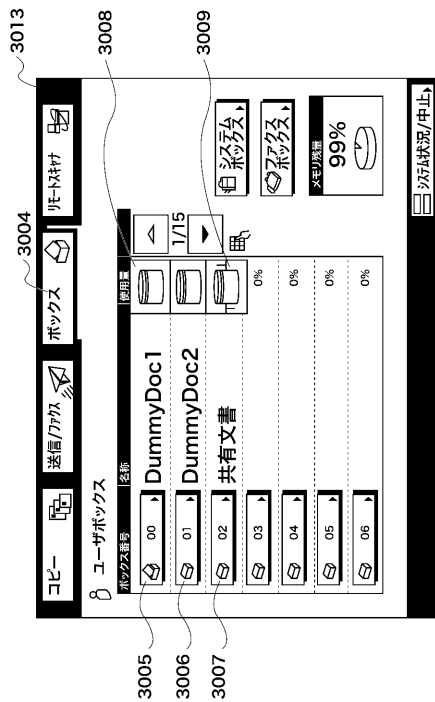 3013
コピー
送信/ファクス
ボックス
リモートスキャナ
3004
ユーザボックス
ボックス番号 名称 使用量
3008
3009
3005
00 DummyDoc1
3006
01 DummyDoc2
3007
02 共有文書
03 0%
04 0%
05 0%
06 0%
1/15
システム
ボックス
ファクス
ボックス
メモリ残量
99%
システム状況/中止